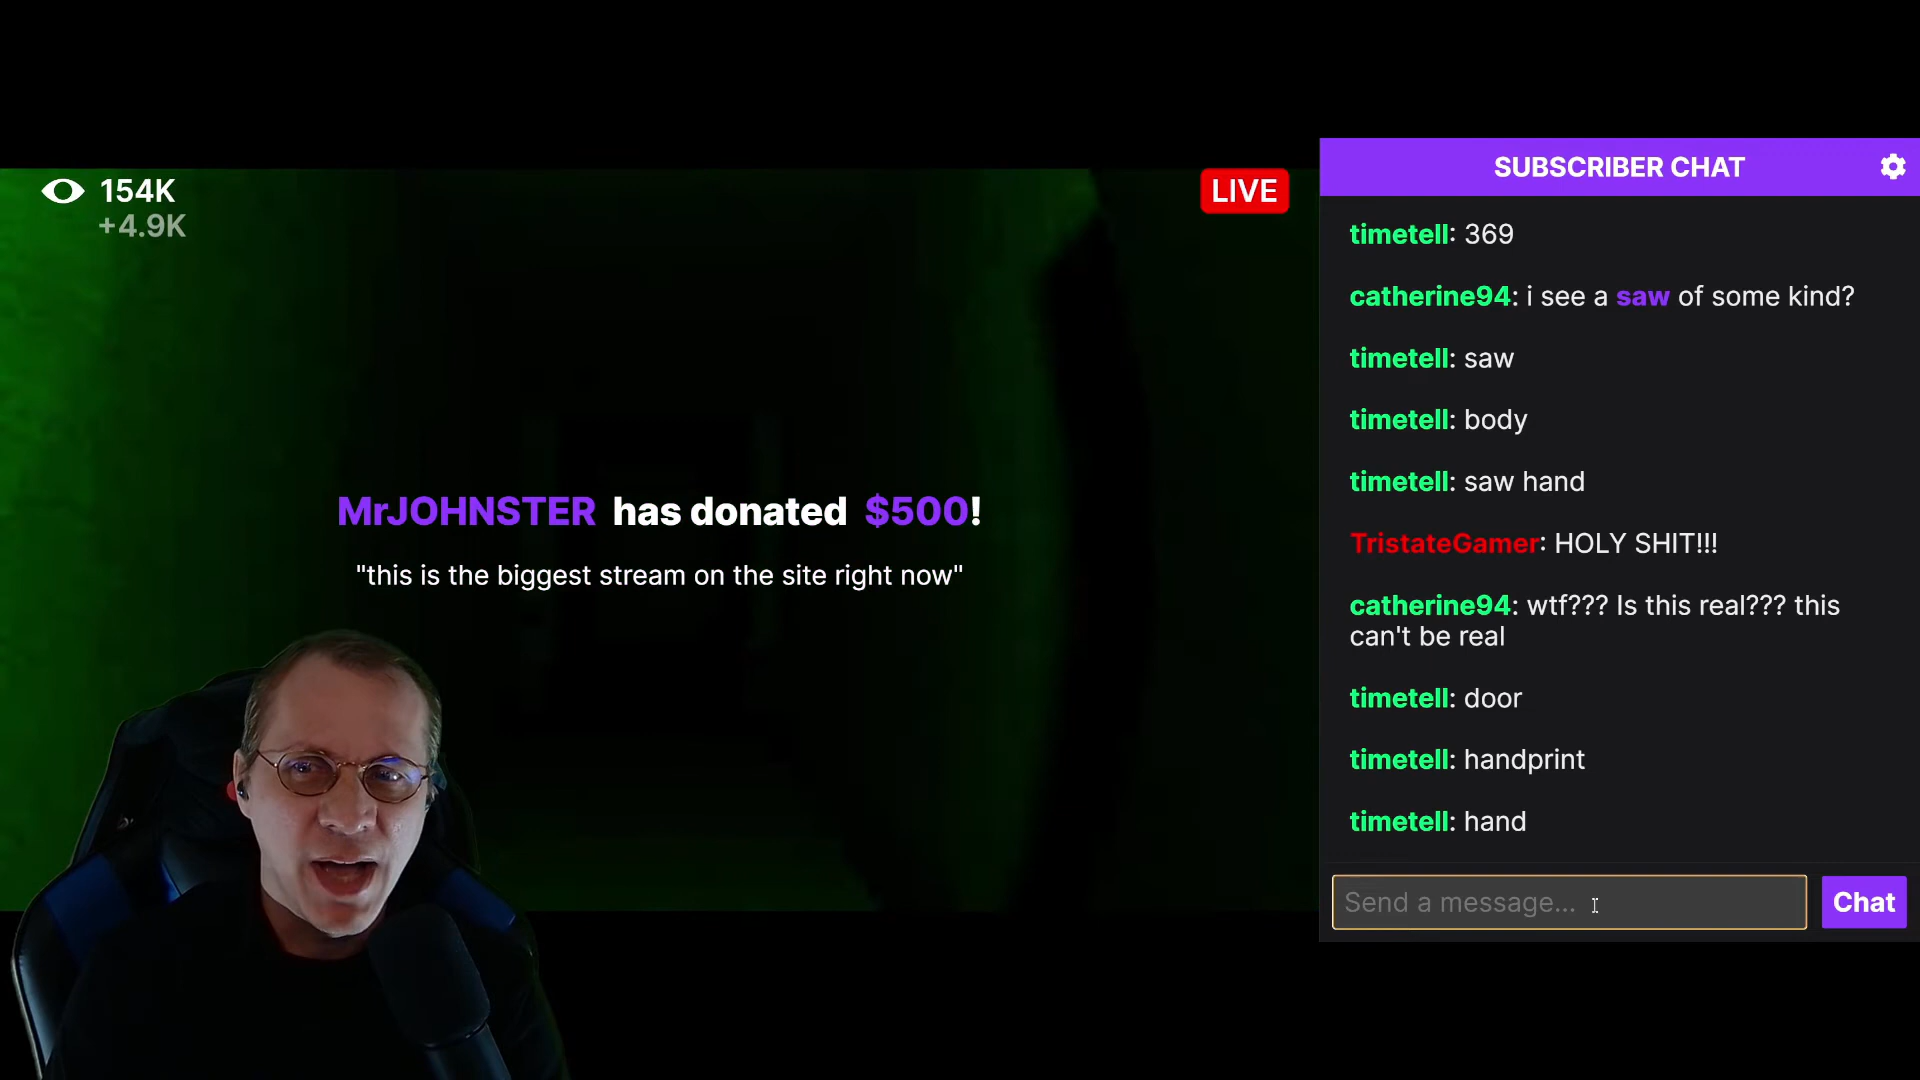 154K
+4.9K
LIVE
MrJOHNSTER has donated $500!
"this is the biggest stream on the site right now"
SUBSCRIBER CHAT
timetell: 369
catherine94: i see a saw of some kind?
timetell: saw
timetell: body
timetell: saw hand
TristateGamer: HOLY SHIT!!!
catherine94: wtf??? Is this real??? this
can't be real
timetell: door
timetell: handprint
timetell: hand
Send a message...
Chat